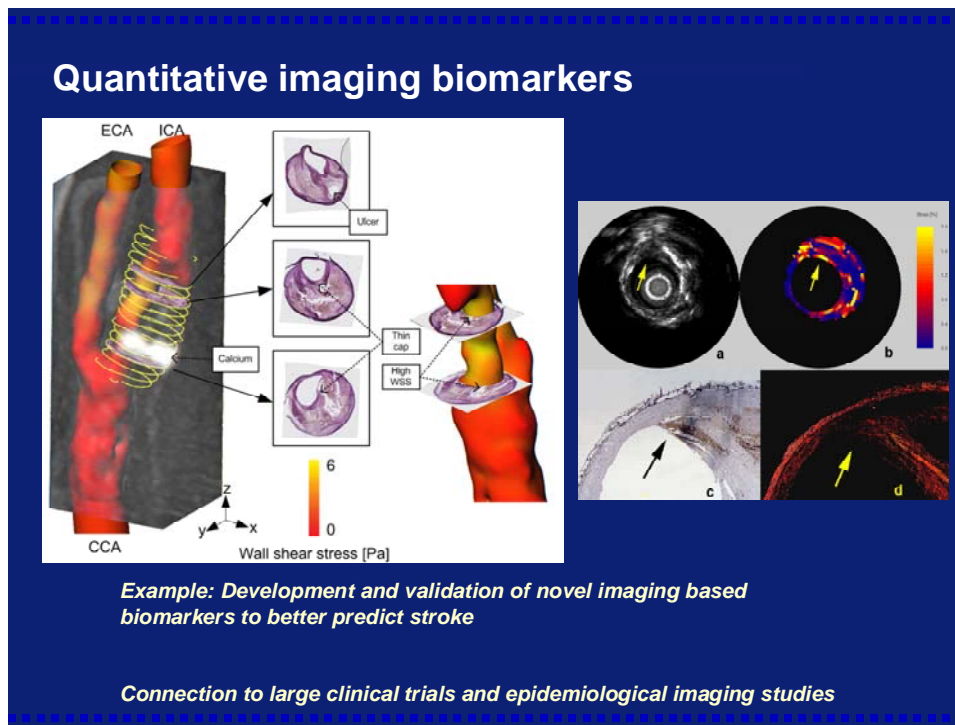 Quantitative imaging biomarkers
ECA ICA
Ulcer
Thin
cap
Calcium
High
WSS
6
0
z
y
x
CCA
Wall shear stress [Pa]
a
b
c
d
Example: Development and validation of novel imaging based
biomarkers to better predict stroke
Connection to large clinical trials and epidemiological imaging studies